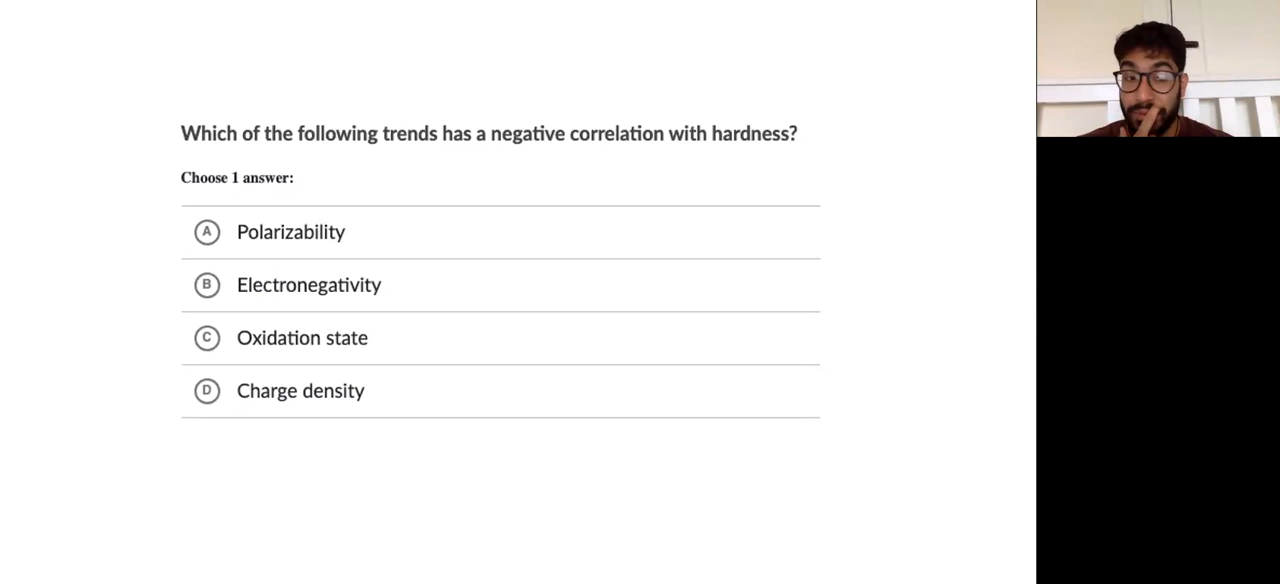 Which of the following trends has a negative correlation with hardness?
Choose 1 answer:
A Polarizability
B Electronegativity
C Oxidation state
D Charge density